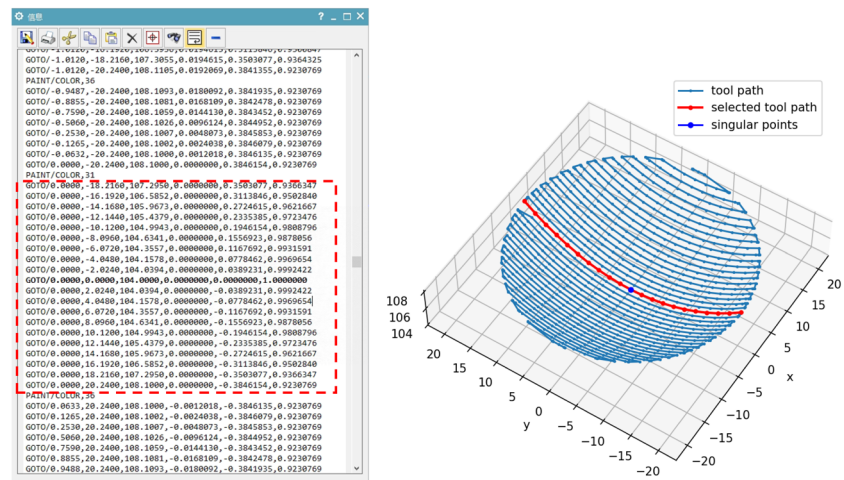 信息
GOTO/-1.0120,-18.2160,107.3055,0.0194615,0.3503077,0.9364325
GOTO/-1.0120,-20.2400,108.1105,0.0192069,0.3841355,0.9230769
PAINT/COLOR,36
GOTO/-0.9487,-20.2400,108.1093,0.0180092,0.3841935,0.9230769
GOTO/-0.8855,-20.2400,108.1081,0.0168109,0.3842478,0.9230769
GOTO/-0.7590,-20.2400,108.1059,0.0144130,0.3843452,0.9230769
GOTO/-0.5060,-20.2400,108.1026,0.0096124,0.3844952,0.9230769
GOTO/-0.2530,-20.2400,108.1007,0.0048073,0.3845853,0.9230769
GOTO/-0.1265,-20.2400,108.1002,0.0024038,0.3846079,0.9230769
GOTO/-0.0632,-20.2400,108.1000,0.0012018,0.3846135,0.9230769
GOTO/0.0000,-20.2400,108.1000,0.0000000,0.3846154,0.9230769
PAINT/COLOR,31
GOTO/0.0000,-18.2160,107.2950,0.0000000,0.3503077,0.9366347
GOTO/0.0000,-16.1920,106.5852,0.0000000,0.3113846,0.9502840
GOTO/0.0000,-14.1680,105.9673,0.0000000,0.2724615,0.9621667
GOTO/0.0000,-12.1440,105.4379,0.0000000,0.2335385,0.9723476
GOTO/0.0000,-10.1200,104.9943,0.0000000,0.1946154,0.9808796
GOTO/0.0000,-8.0960,104.6341,0.0000000,0.1556923,0.9878056
GOTO/0.0000,-6.0720,104.3557,0.0000000,0.1167692,0.9931591
GOTO/0.0000,-4.0480,104.1578,0.0000000,0.0778462,0.9969654
GOTO/0.0000,-2.0240,104.0394,0.0000000,0.0389231,0.9992422
GOTO/0.0000,0.0000,104.0000,0.0000000,0.0000000,1.0000000
GOTO/0.0000,2.0240,104.0394,0.0000000,-0.0389231,0.9992422
GOTO/0.0000,4.0480,104.1578,0.0000000,-0.0778462,0.9969654
GOTO/0.0000,6.0720,104.3557,0.0000000,-0.1167692,0.9931591
GOTO/0.0000,8.0960,104.6341,0.0000000,-0.1556923,0.9878056
GOTO/0.0000,10.1200,104.9943,0.0000000,-0.1946154,0.9808796
GOTO/0.0000,12.1440,105.4379,0.0000000,-0.2335385,0.9723476
GOTO/0.0000,14.1680,105.9673,0.0000000,-0.2724615,0.9621667
GOTO/0.0000,16.1920,106.5852,0.0000000,-0.3113846,0.9502840
GOTO/0.0000,18.2160,107.2950,0.0000000,-0.3503077,0.9366347
GOTO/0.0000,20.2400,108.1000,0.0000000,-0.3846154,0.9230769
PAINT/COLOR,36
GOTO/0.0633,20.2400,108.1000,-0.0012018,-0.3846135,0.9230769
GOTO/0.1265,20.2400,108.1002,-0.0024038,-0.3846079,0.9230769
GOTO/0.2530,20.2400,108.1007,-0.0048073,-0.3845853,0.9230769
GOTO/0.5060,20.2400,108.1026,-0.0096124,-0.3844952,0.9230769
GOTO/0.7590,20.2400,108.1059,-0.0144130,-0.3843452,0.9230769
GOTO/0.8855,20.2400,108.1081,-0.0168109,-0.3842478,0.9230769
GOTO/0.9488,20.2400,108.1093,-0.0180092,-0.3841935,0.9230769
tool path
selected tool path
singular points
108
106
104
20
15
10
5
0
−5
−10
−15
−20
y
20
15
10
5
0
−5
−10
−15
−20
x